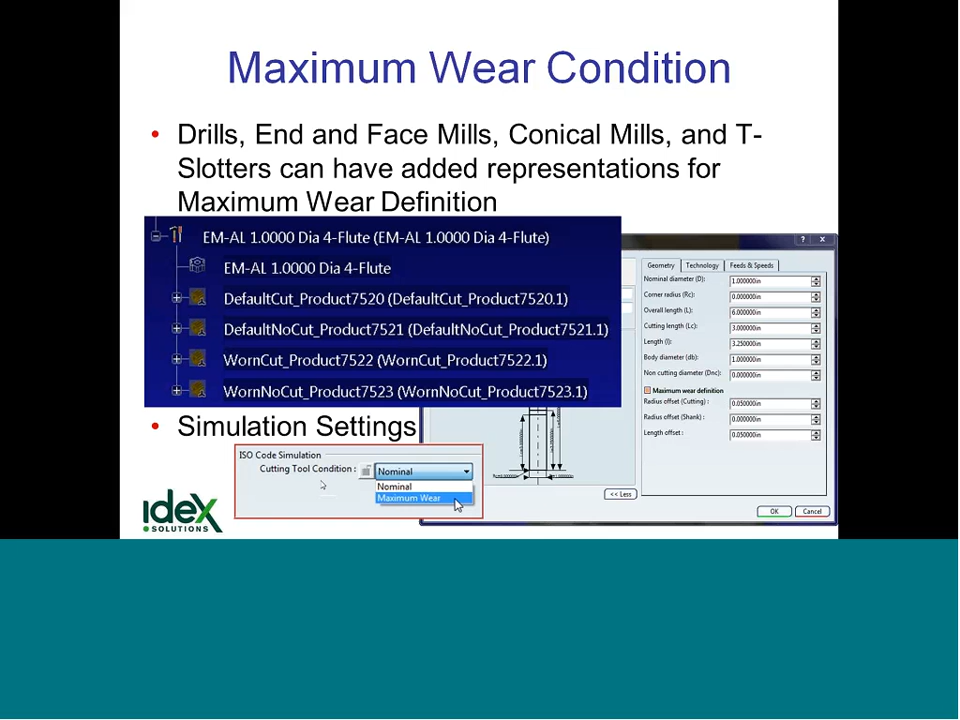 Maximum Wear Condition
• Drills, End and Face Mills, Conical Mills, and T-
Slotters can have added representations for
Maximum Wear Definition
EM-AL 1.0000 Dia 4-Flute (EM-AL 1.0000 Dia 4-Flute)
EM-AL 1.0000 Dia 4-Flute
DefaultCut_Product7520 (DefaultCut_Product7520.1)
DefaultNoCut_Product7521 (DefaultNoCut_Product7521.1)
WornCut_Product7522 (WornCut_Product7522.1)
WornNoCut_Product7523 (WornNoCut_Product7523.1)
Geometry Technology Feeds & Speeds
Nominal diameter (D): 1.000000in
Corner radius (Rc): 0.000000in
Overall length (L): 6.000000in
Cutting length (Lc): 3.000000in
Length (l): 3.250000in
Body diameter (db): 1.000000in
Non cutting diameter (Dnc): 0.000000in
Maximum wear definition
Radius offset (Cutting) : 0.050000in
Radius offset (Shank) : 0.000000in
Length offset : 0.050000in
<< Less
OK Cancel
• Simulation Settings
ISO Code Simulation
Cutting Tool Condition : Nominal
Nominal
Maximum Wear
idex
SOLUTIONS